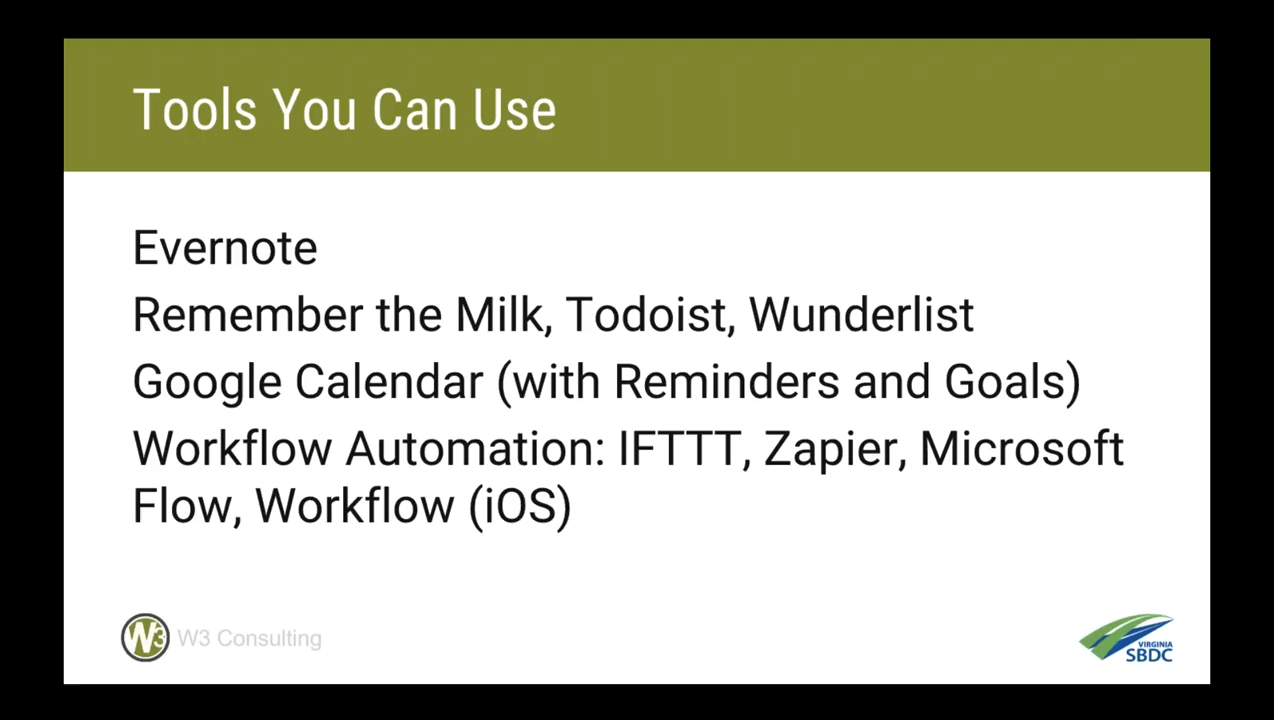 Tools You Can Use
Evernote
Remember the Milk, Todoist, Wunderlist
Google Calendar (with Reminders and Goals)
Workflow Automation: IFTTT, Zapier, Microsoft
Flow, Workflow (iOS)
W3 W3 Consulting
VIRGINIA
SBDC